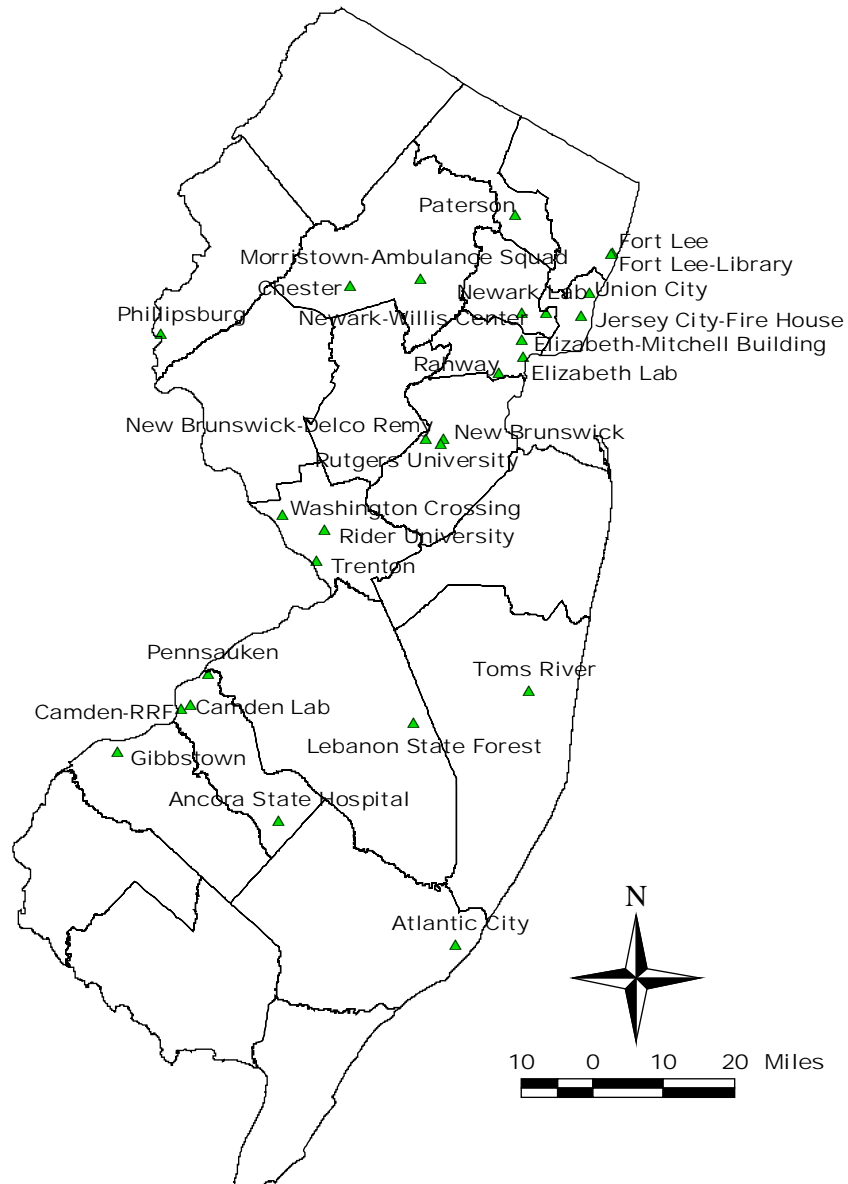 Paterson
Fort Lee
Morristown-Ambulance Squad
Fort Lee-Library
Chester
Newark Lab
Union City
Phillipsburg
Newark-Willis Center
Jersey City-Fire House
Elizabeth-Mitchell Building
Rahway
Elizabeth Lab
New Brunswick-Delco Remy
New Brunswick
Rutgers University
Washington Crossing
Rider University
Trenton
Pennsauken
Toms River
Camden-RRF
Camden Lab
Lebanon State Forest
Gibbstown
Ancora State Hospital
N
Atlantic City
10 0 10 20 Miles